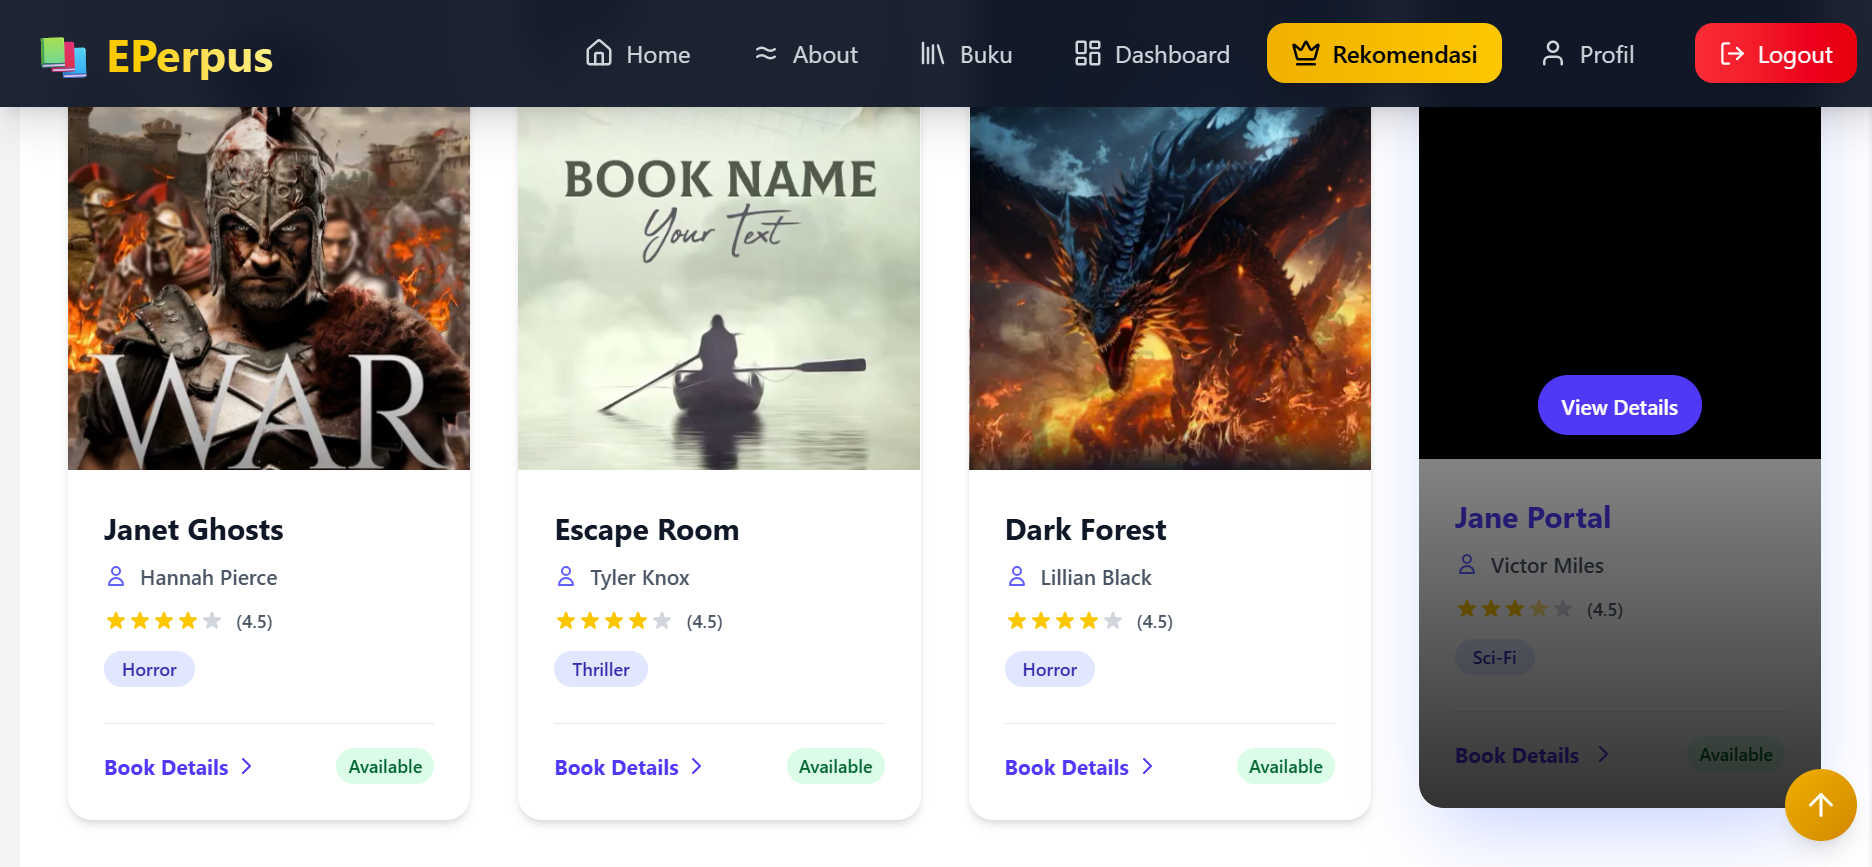 EPerpus
Home
About
Buku
Dashboard
Rekomendasi
Profil
Logout
WAR
BOOK NAME
Your Text
View Details
Janet Ghosts
Hannah Pierce
(4.5)
Horror
Book Details
Available
Escape Room
Tyler Knox
(4.5)
Thriller
Book Details
Available
Dark Forest
Lillian Black
(4.5)
Horror
Book Details
Available
Jane Portal
Victor Miles
(4.5)
Sci-Fi
Book Details
Available